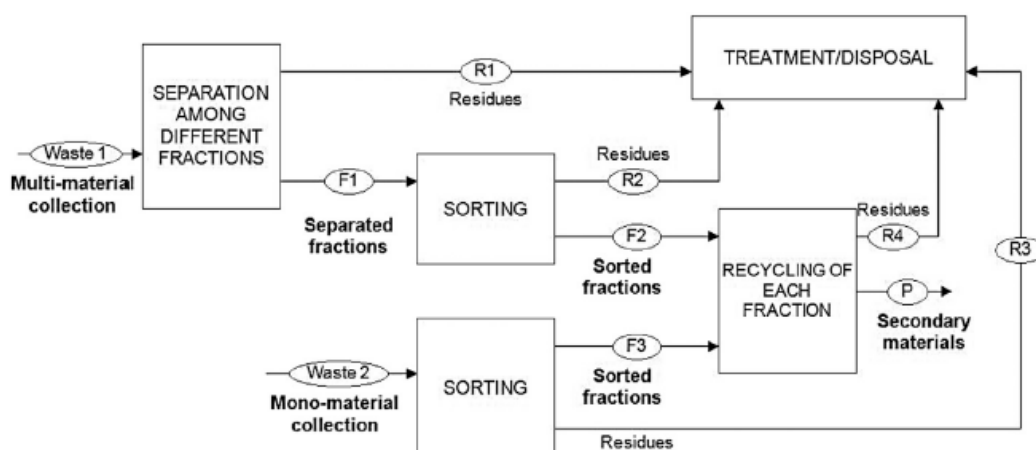 SEPARATION
AMONG
DIFFERENT
FRACTIONS
Waste 1
Multi-material
collection
R1
Residues
TREATMENT/DISPOSAL
F1
Separated
fractions
SORTING
Residues
R2
F2
Sorted
fractions
RECYCLING OF
EACH
FRACTION
Residues
R4
R3
P
Secondary
materials
Waste 2
Mono-material
collection
SORTING
F3
Sorted
fractions
Residues